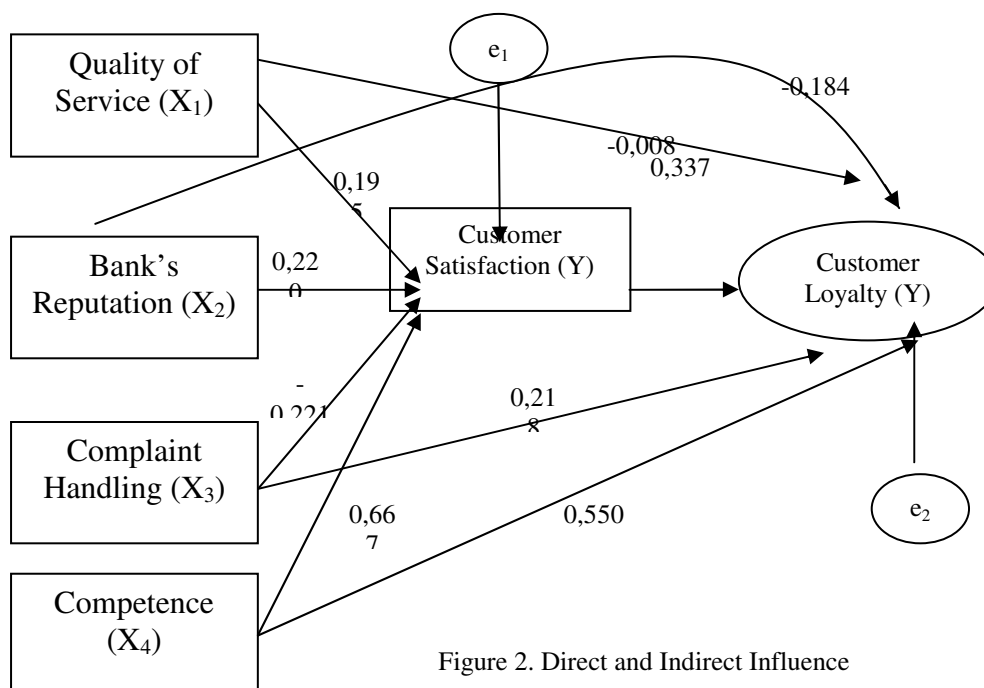 Quality of
Service (X₁)
e₁
-0,184
-0,008
0,337
0,19
5
Customer
Satisfaction (Y)
Bank's
Reputation (X₂)
0,22
0
Customer
Loyalty (Y)
-
0,221
0,21
8
Complaint
Handling (X₃)
0,66
7
0,550
e₂
Competence
(X₄)
Figure 2. Direct and Indirect Influence